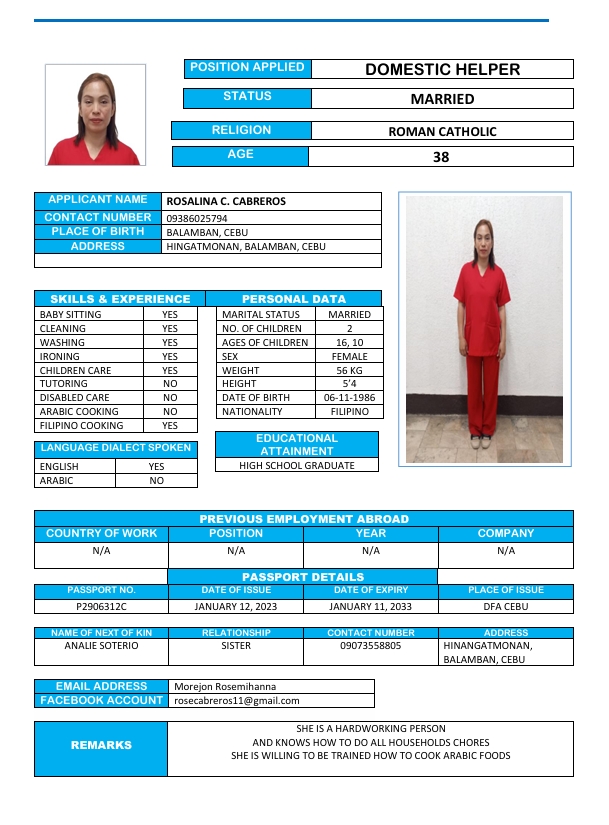 POSITION APPLIED DOMESTIC HELPER
STATUS MARRIED
RELIGION ROMAN CATHOLIC
AGE 38
APPLICANT NAME ROSALINA C. CABREROS
CONTACT NUMBER 09386025794
PLACE OF BIRTH BALAMBAN, CEBU
ADDRESS HINGATMONAN, BALAMBAN, CEBU
SKILLS & EXPERIENCE
BABY SITTING YES
CLEANING YES
WASHING YES
IRONING YES
CHILDREN CARE YES
TUTORING NO
DISABLED CARE NO
ARABIC COOKING NO
FILIPINO COOKING YES
LANGUAGE DIALECT SPOKEN
ENGLISH YES
ARABIC NO
PERSONAL DATA
MARITAL STATUS MARRIED
NO. OF CHILDREN 2
AGES OF CHILDREN 16, 10
SEX FEMALE
WEIGHT 56 KG
HEIGHT 5’4
DATE OF BIRTH 06-11-1986
NATIONALITY FILIPINO
EDUCATIONAL
ATTAINMENT
HIGH SCHOOL GRADUATE
PREVIOUS EMPLOYMENT ABROAD
COUNTRY OF WORK POSITION YEAR COMPANY
N/A N/A N/A N/A
PASSPORT DETAILS
PASSPORT NO. DATE OF ISSUE DATE OF EXPIRY PLACE OF ISSUE
P2906312C JANUARY 12, 2023 JANUARY 11, 2033 DFA CEBU
NAME OF NEXT OF KIN RELATIONSHIP CONTACT NUMBER ADDRESS
ANALIE SOTERIO SISTER 09073558805 HINANGATMONAN,
BALAMBAN, CEBU
EMAIL ADDRESS Morejon Rosemihanna
FACEBOOK ACCOUNT rosecabreros11@gmail.com
REMARKS
SHE IS A HARDWORKING PERSON
AND KNOWS HOW TO DO ALL HOUSEHOLDS CHORES
SHE IS WILLING TO BE TRAINED HOW TO COOK ARABIC FOODS